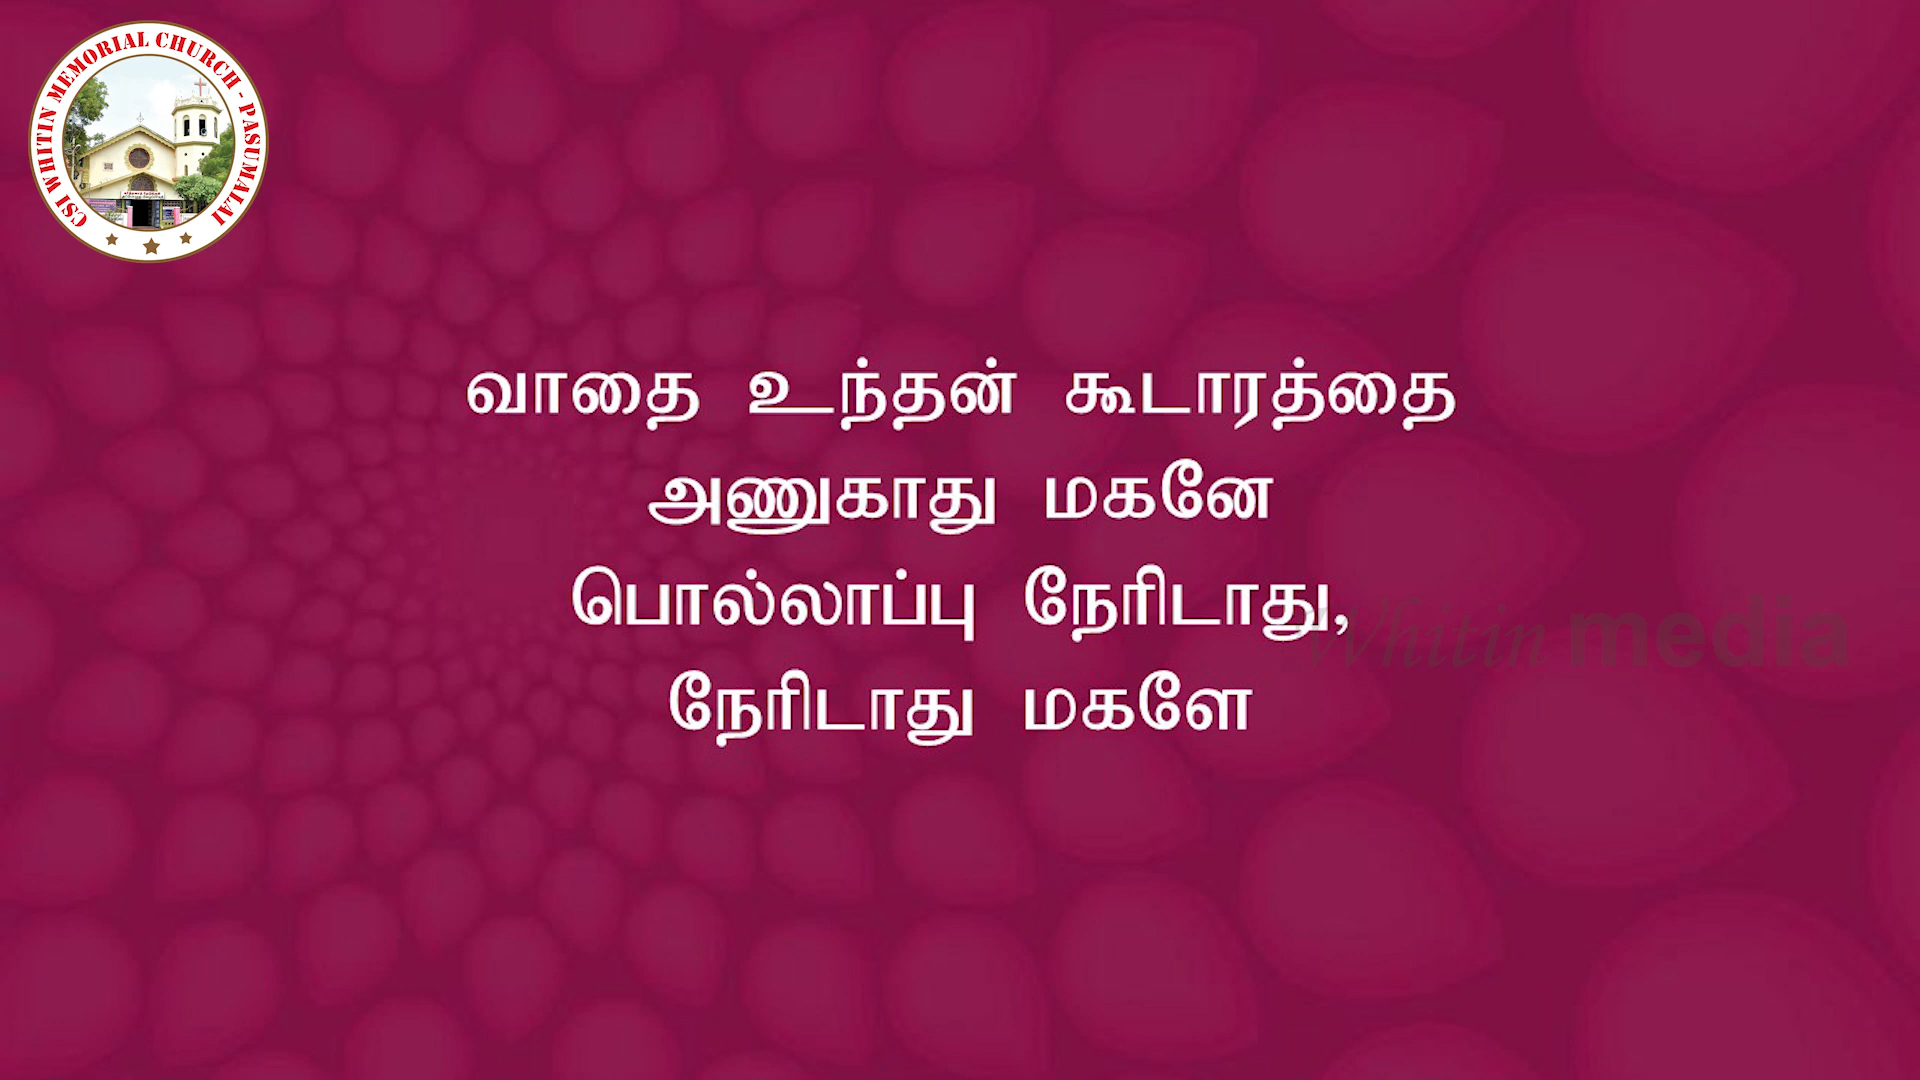 CSI WHITIN MEMORIAL CHURCH - PASUMALAI
வாதை உந்தன் கூடாரத்தை
அணுகாது மகனே
பொல்லாப்பு நேரிடாது,
நேரிடாது மகளே
Whitin media